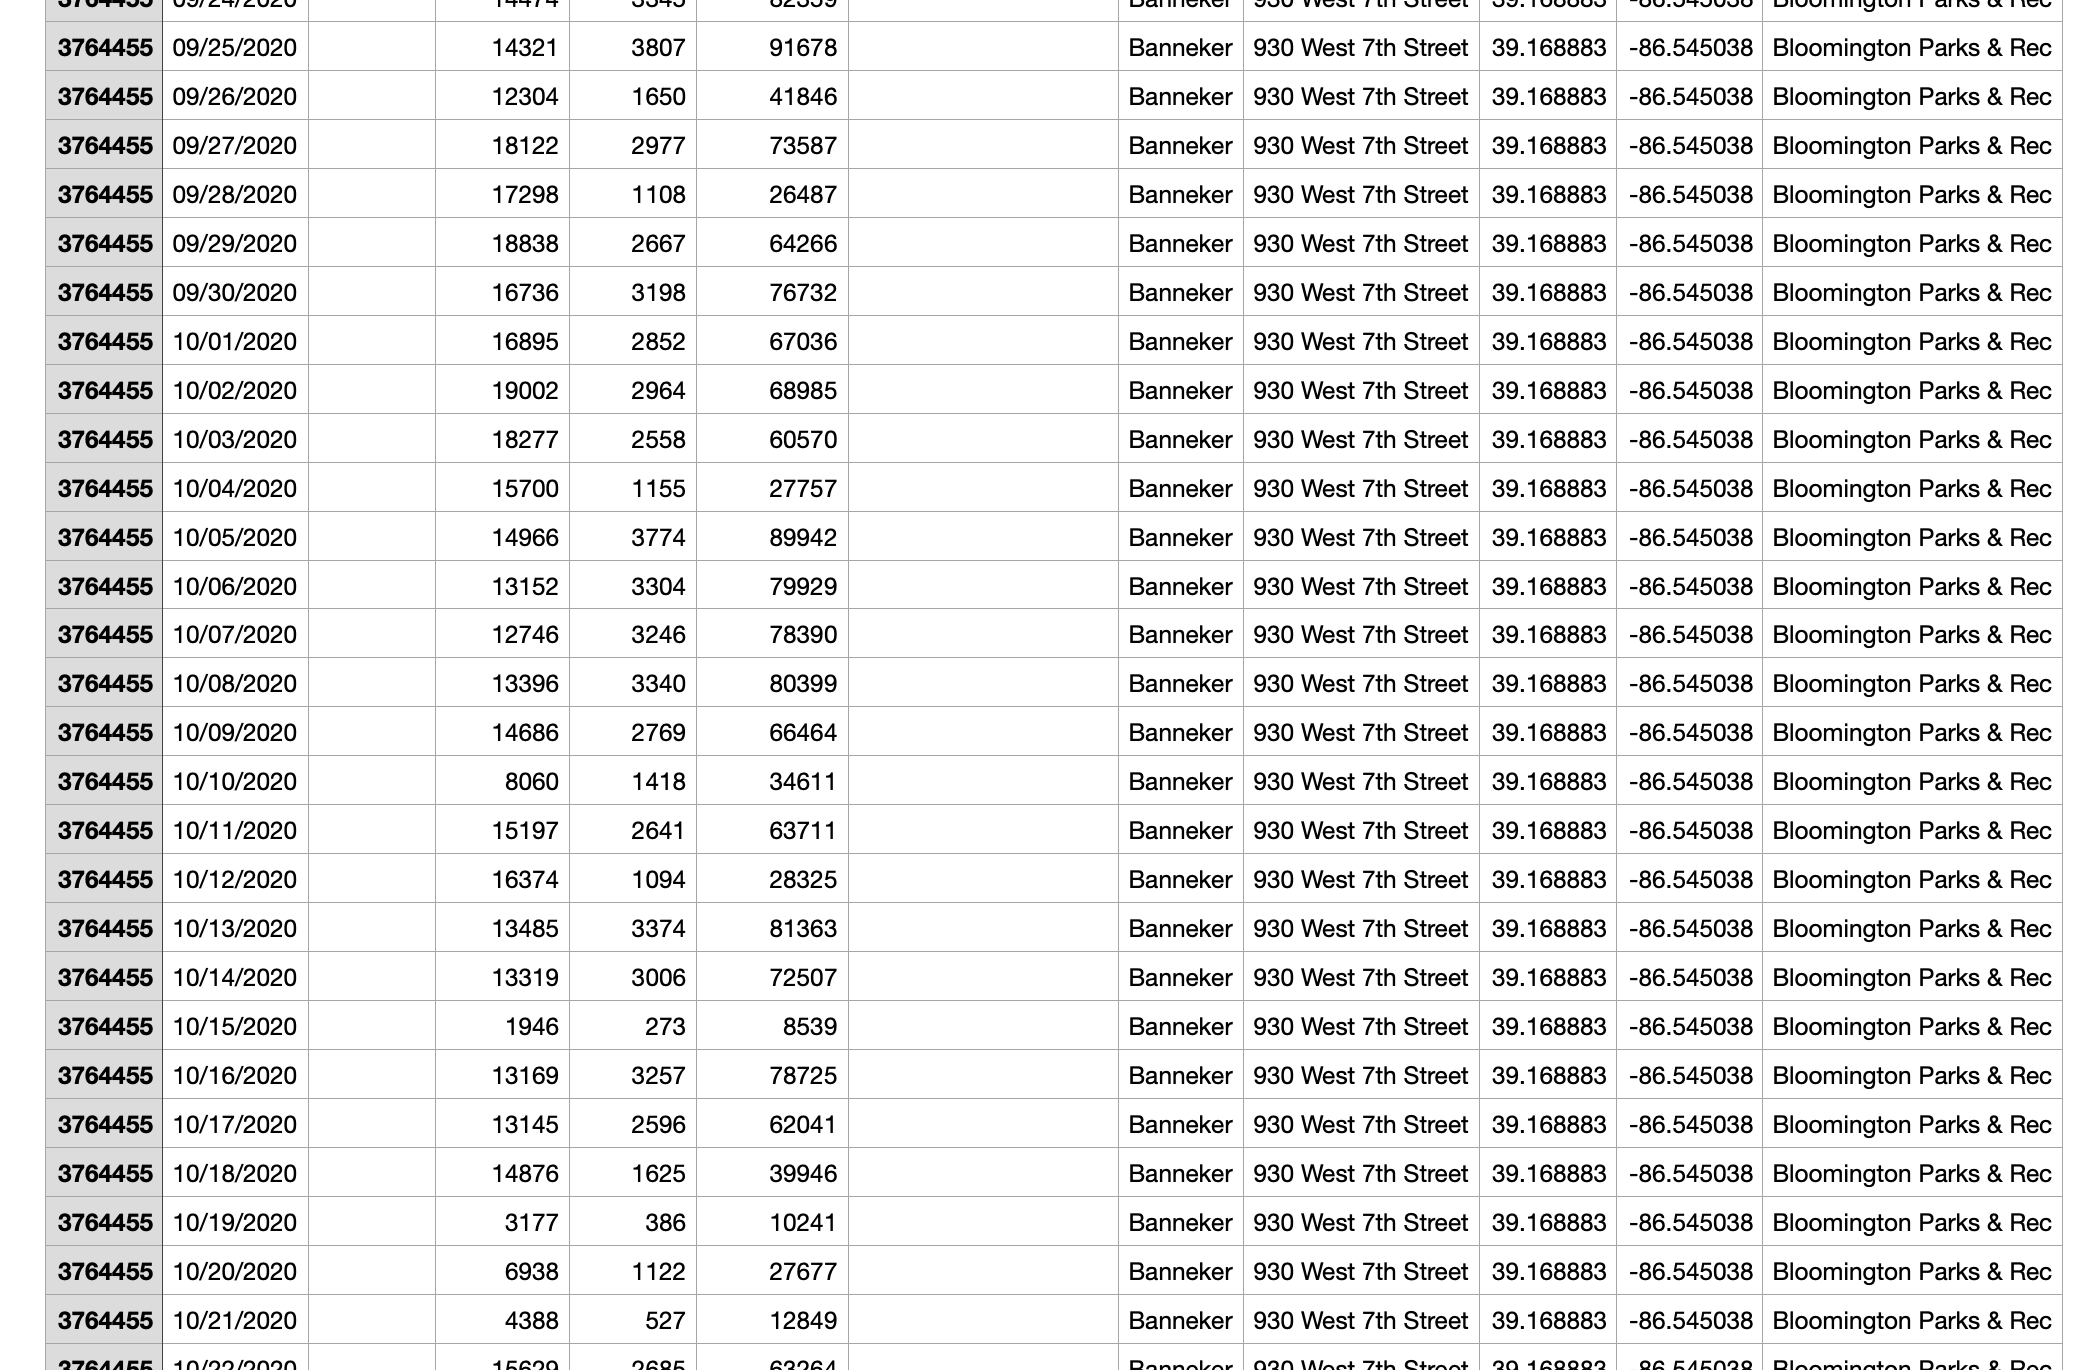 3764455 09/24/2020 14474 3345 82359 Banneker 930 West 7th Street 39.168883 -86.545038 Bloomington Parks & Rec
3764455 09/25/2020 14321 3807 91678 Banneker 930 West 7th Street 39.168883 -86.545038 Bloomington Parks & Rec
3764455 09/26/2020 12304 1650 41846 Banneker 930 West 7th Street 39.168883 -86.545038 Bloomington Parks & Rec
3764455 09/27/2020 18122 2977 73587 Banneker 930 West 7th Street 39.168883 -86.545038 Bloomington Parks & Rec
3764455 09/28/2020 17298 1108 26487 Banneker 930 West 7th Street 39.168883 -86.545038 Bloomington Parks & Rec
3764455 09/29/2020 18838 2667 64266 Banneker 930 West 7th Street 39.168883 -86.545038 Bloomington Parks & Rec
3764455 09/30/2020 16736 3198 76732 Banneker 930 West 7th Street 39.168883 -86.545038 Bloomington Parks & Rec
3764455 10/01/2020 16895 2852 67036 Banneker 930 West 7th Street 39.168883 -86.545038 Bloomington Parks & Rec
3764455 10/02/2020 19002 2964 68985 Banneker 930 West 7th Street 39.168883 -86.545038 Bloomington Parks & Rec
3764455 10/03/2020 18277 2558 60570 Banneker 930 West 7th Street 39.168883 -86.545038 Bloomington Parks & Rec
3764455 10/04/2020 15700 1155 27757 Banneker 930 West 7th Street 39.168883 -86.545038 Bloomington Parks & Rec
3764455 10/05/2020 14966 3774 89942 Banneker 930 West 7th Street 39.168883 -86.545038 Bloomington Parks & Rec
3764455 10/06/2020 13152 3304 79929 Banneker 930 West 7th Street 39.168883 -86.545038 Bloomington Parks & Rec
3764455 10/07/2020 12746 3246 78390 Banneker 930 West 7th Street 39.168883 -86.545038 Bloomington Parks & Rec
3764455 10/08/2020 13396 3340 80399 Banneker 930 West 7th Street 39.168883 -86.545038 Bloomington Parks & Rec
3764455 10/09/2020 14686 2769 66464 Banneker 930 West 7th Street 39.168883 -86.545038 Bloomington Parks & Rec
3764455 10/10/2020 8060 1418 34611 Banneker 930 West 7th Street 39.168883 -86.545038 Bloomington Parks & Rec
3764455 10/11/2020 15197 2641 63711 Banneker 930 West 7th Street 39.168883 -86.545038 Bloomington Parks & Rec
3764455 10/12/2020 16374 1094 28325 Banneker 930 West 7th Street 39.168883 -86.545038 Bloomington Parks & Rec
3764455 10/13/2020 13485 3374 81363 Banneker 930 West 7th Street 39.168883 -86.545038 Bloomington Parks & Rec
3764455 10/14/2020 13319 3006 72507 Banneker 930 West 7th Street 39.168883 -86.545038 Bloomington Parks & Rec
3764455 10/15/2020 1946 273 8539 Banneker 930 West 7th Street 39.168883 -86.545038 Bloomington Parks & Rec
3764455 10/16/2020 13169 3257 78725 Banneker 930 West 7th Street 39.168883 -86.545038 Bloomington Parks & Rec
3764455 10/17/2020 13145 2596 62041 Banneker 930 West 7th Street 39.168883 -86.545038 Bloomington Parks & Rec
3764455 10/18/2020 14876 1625 39946 Banneker 930 West 7th Street 39.168883 -86.545038 Bloomington Parks & Rec
3764455 10/19/2020 3177 386 10241 Banneker 930 West 7th Street 39.168883 -86.545038 Bloomington Parks & Rec
3764455 10/20/2020 6938 1122 27677 Banneker 930 West 7th Street 39.168883 -86.545038 Bloomington Parks & Rec
3764455 10/21/2020 4388 527 12849 Banneker 930 West 7th Street 39.168883 -86.545038 Bloomington Parks & Rec
3764455 10/22/2020 15629 2685 63264 Banneker 930 West 7th Street 39.168883 -86.545038 Bloomington Parks & Rec